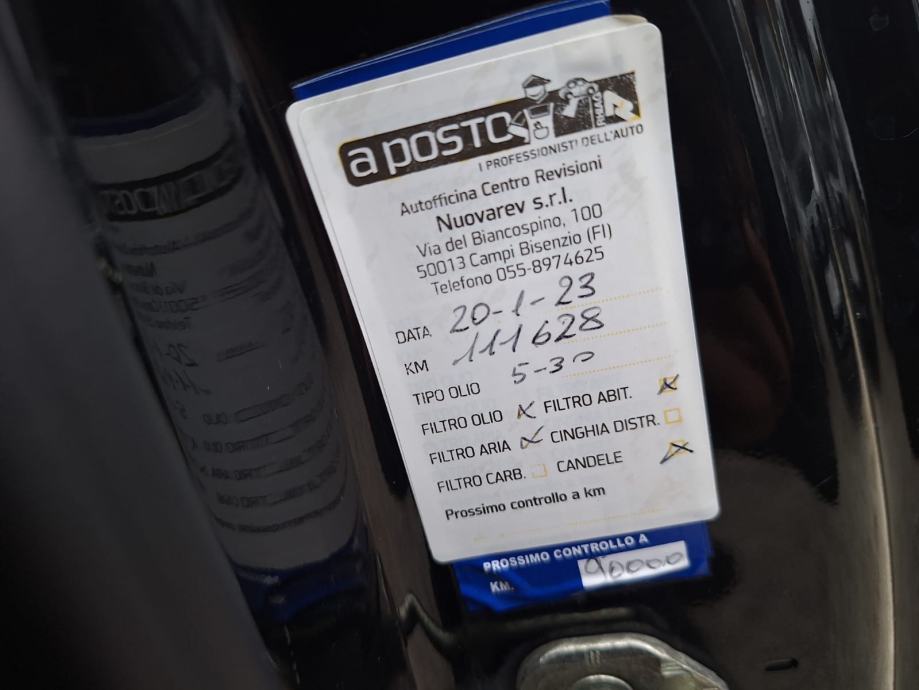 a posto
I PROFESSIONISTI DELL'AUTO
Autofficina Centro Revisioni
Nuovarev s.r.l.
Via del Biancospino, 100
50013 Campi Bisenzio (FI)
Telefono 055-8974625
DATA 20-1-23
KM 111628
TIPO OLIO 5-30
FILTRO OLIO FILTRO ABIT.
FILTRO ARIA CINGHIA DISTR.
FILTRO CARB. CANDELE
Prossimo controllo a km
PROSSIMO CONTROLLO A
KM. 90000